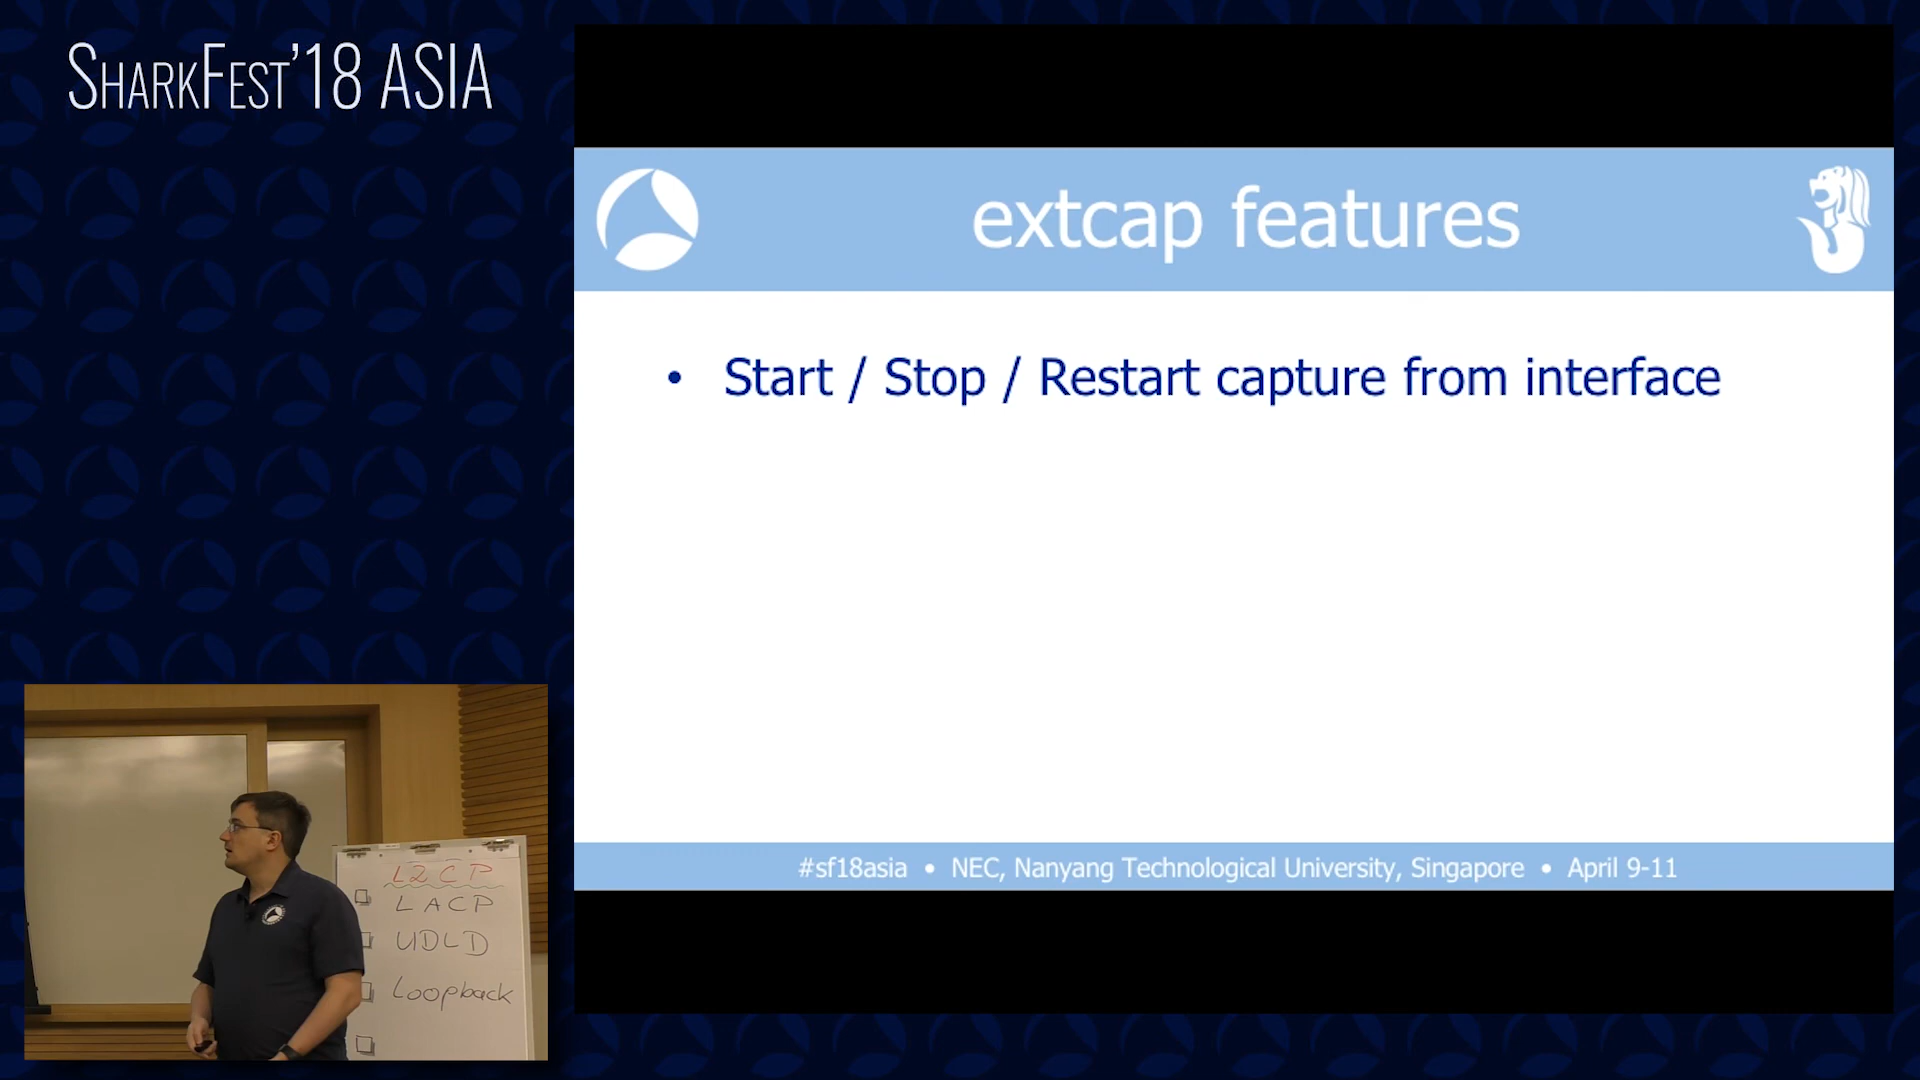 SHARKFEST'18 ASIA
extcap features
• Start / Stop / Restart capture from interface
#sf18asia • NEC, Nanyang Technological University, Singapore • April 9-11
L2CP
LACP
UDLD
Loopback